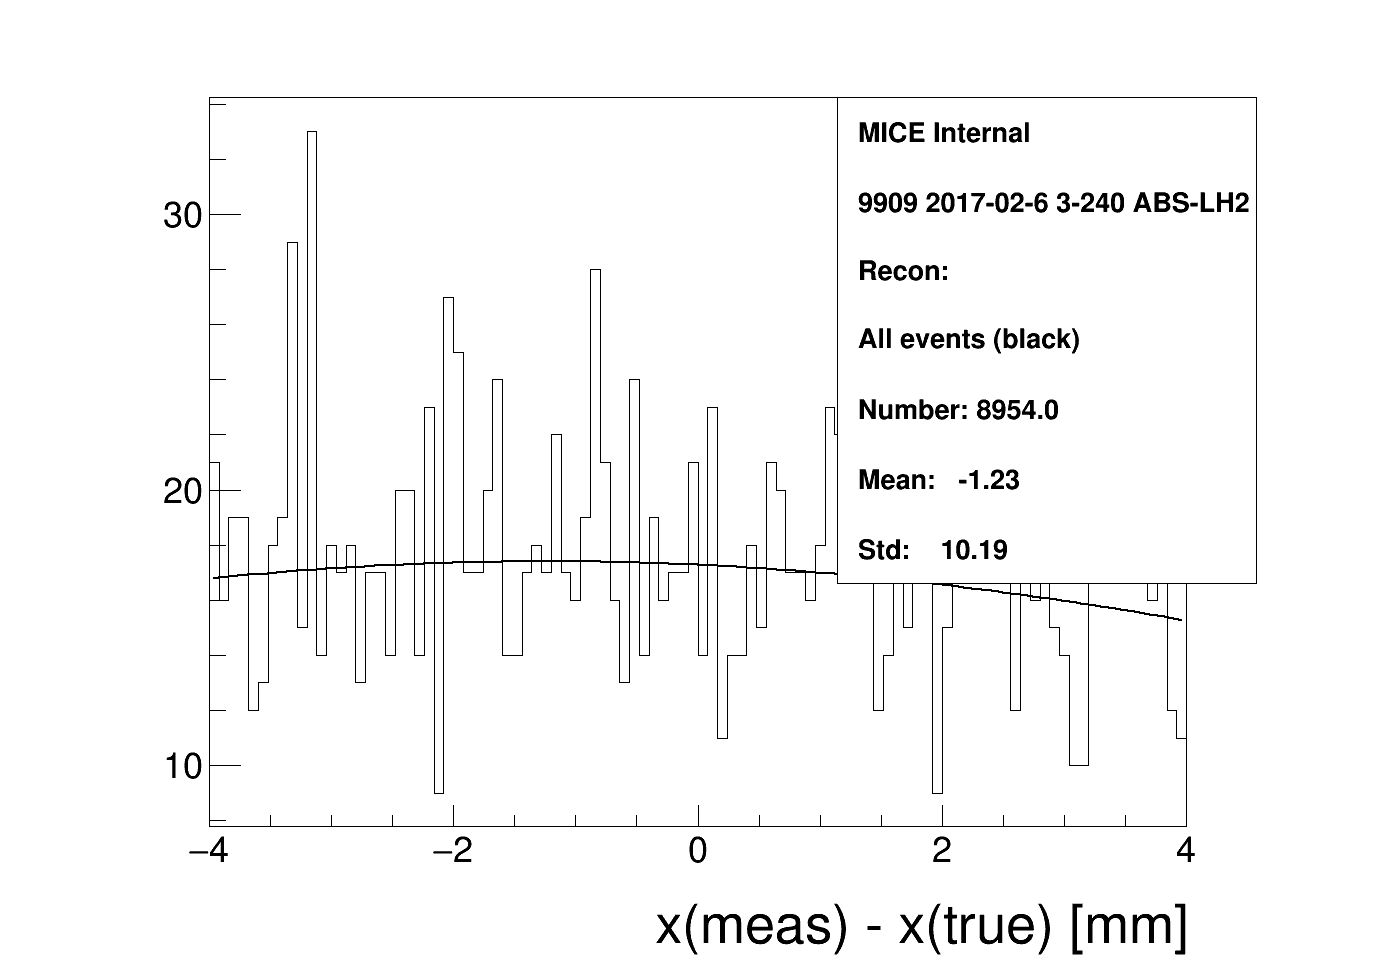 MICE Internal
9909 2017-02-6 3-240 ABS-LH2
Recon:
All events (black)
Number: 8954.0
Mean: -1.23
Std: 10.19
30
20
10
−4 −2 0 2 4
x(meas) - x(true) [mm]